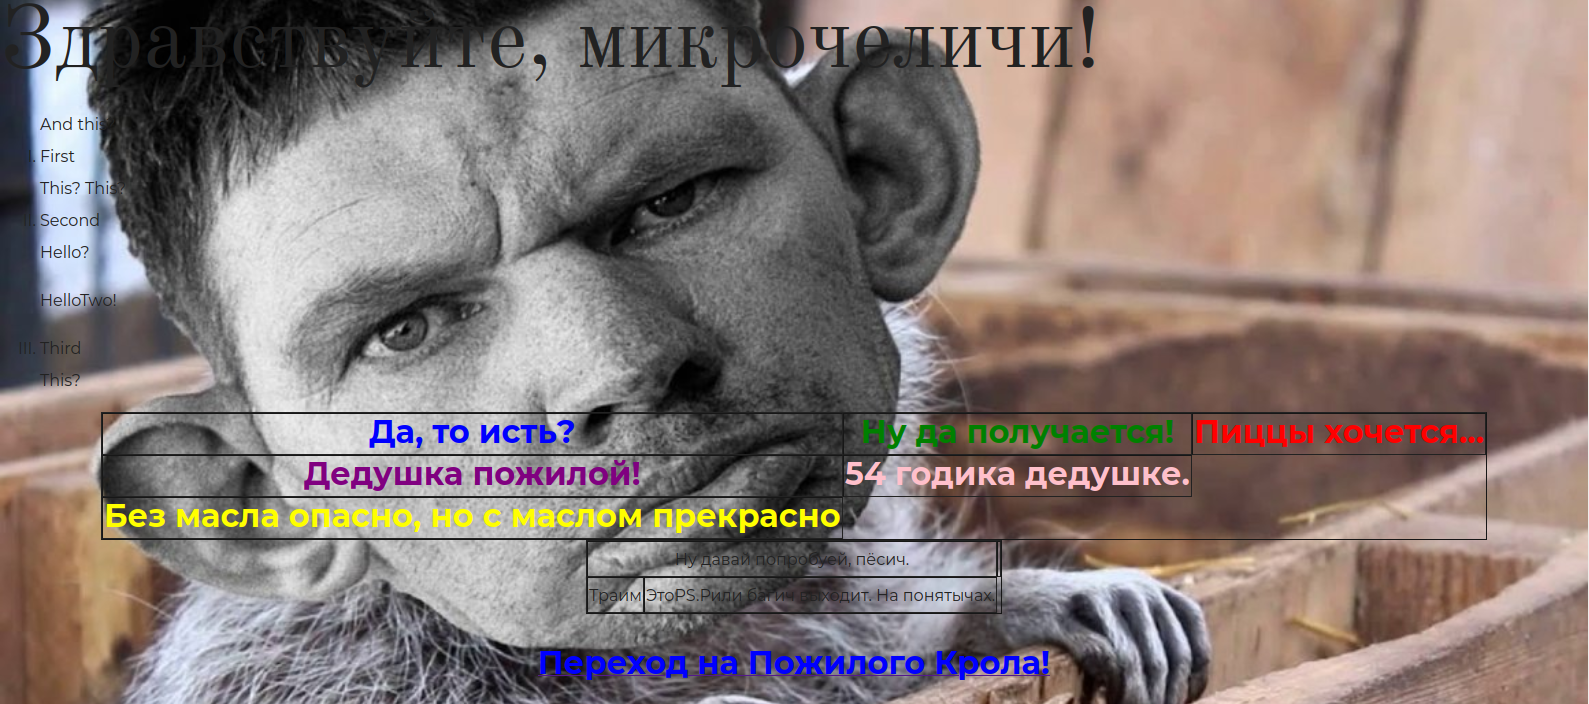 Здравствуйте, микрочеличи!
And this
I. First
This? This?
II. Second
Hello?
HelloTwo!
III. Third
This?
Да, то исть? Ну да получается! Пиццы хочется...
Дедушка пожилой! 54 годика дедушке.
Без масла опасно, но с маслом прекрасно
Ну давай попробуей, пёсич.
Траим ЭтоPS.Рили багич выходит. На понятычах.
Переход на Пожилого Крола!